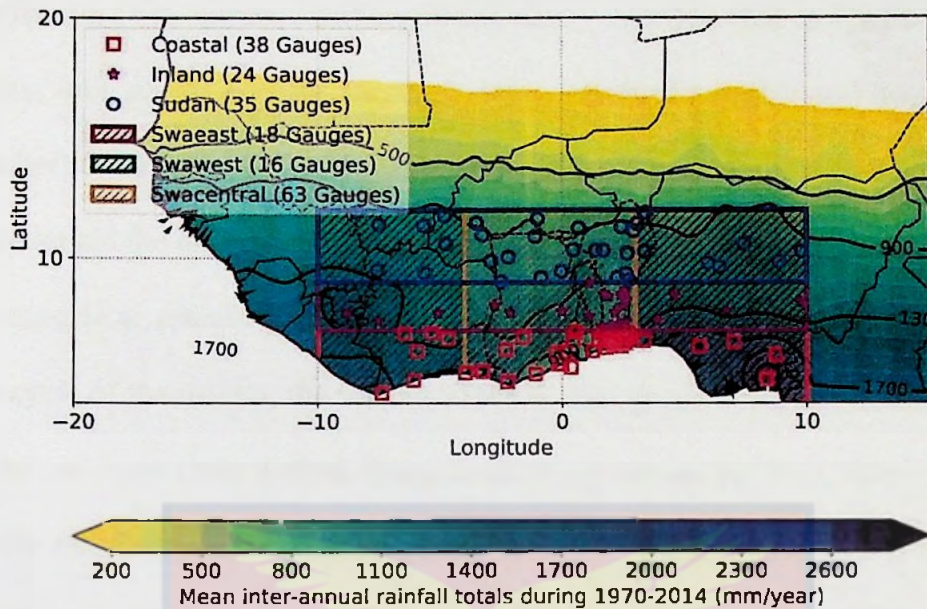 20
Coastal (38 Gauges)
Inland (24 Gauges)
Sudan (35 Gauges)
Swaeast (18 Gauges)
Swawest (16 Gauges)
Swacentral (63 Gauges)
500
900
1300
1700
1700
Latitude
10
−20
−10
0
10
Longitude
200
500
800
1100
1400
1700
2000
2300
2600
Mean inter-annual rainfall totals during 1970-2014 (mm/year)